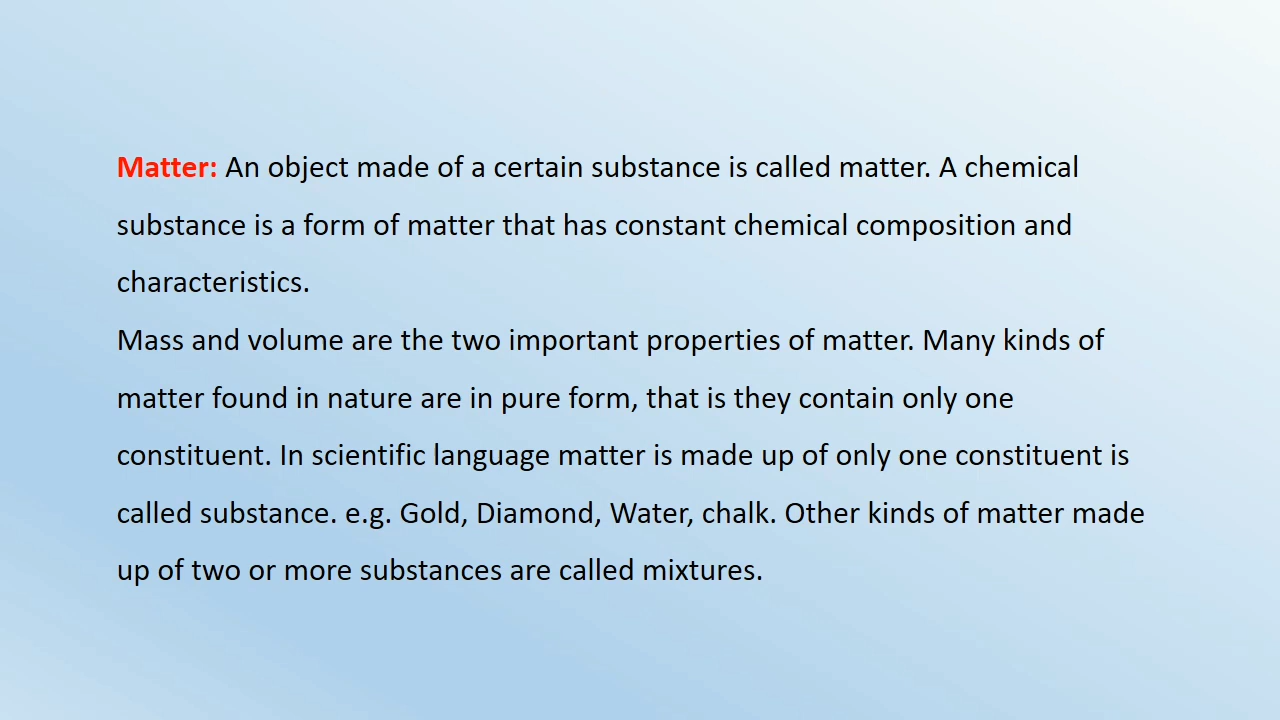 Matter: An object made of a certain substance is called matter. A chemical
substance is a form of matter that has constant chemical composition and
characteristics.
Mass and volume are the two important properties of matter. Many kinds of
matter found in nature are in pure form, that is they contain only one
constituent. In scientific language matter is made up of only one constituent is
called substance. e.g. Gold, Diamond, Water, chalk. Other kinds of matter made
up of two or more substances are called mixtures.